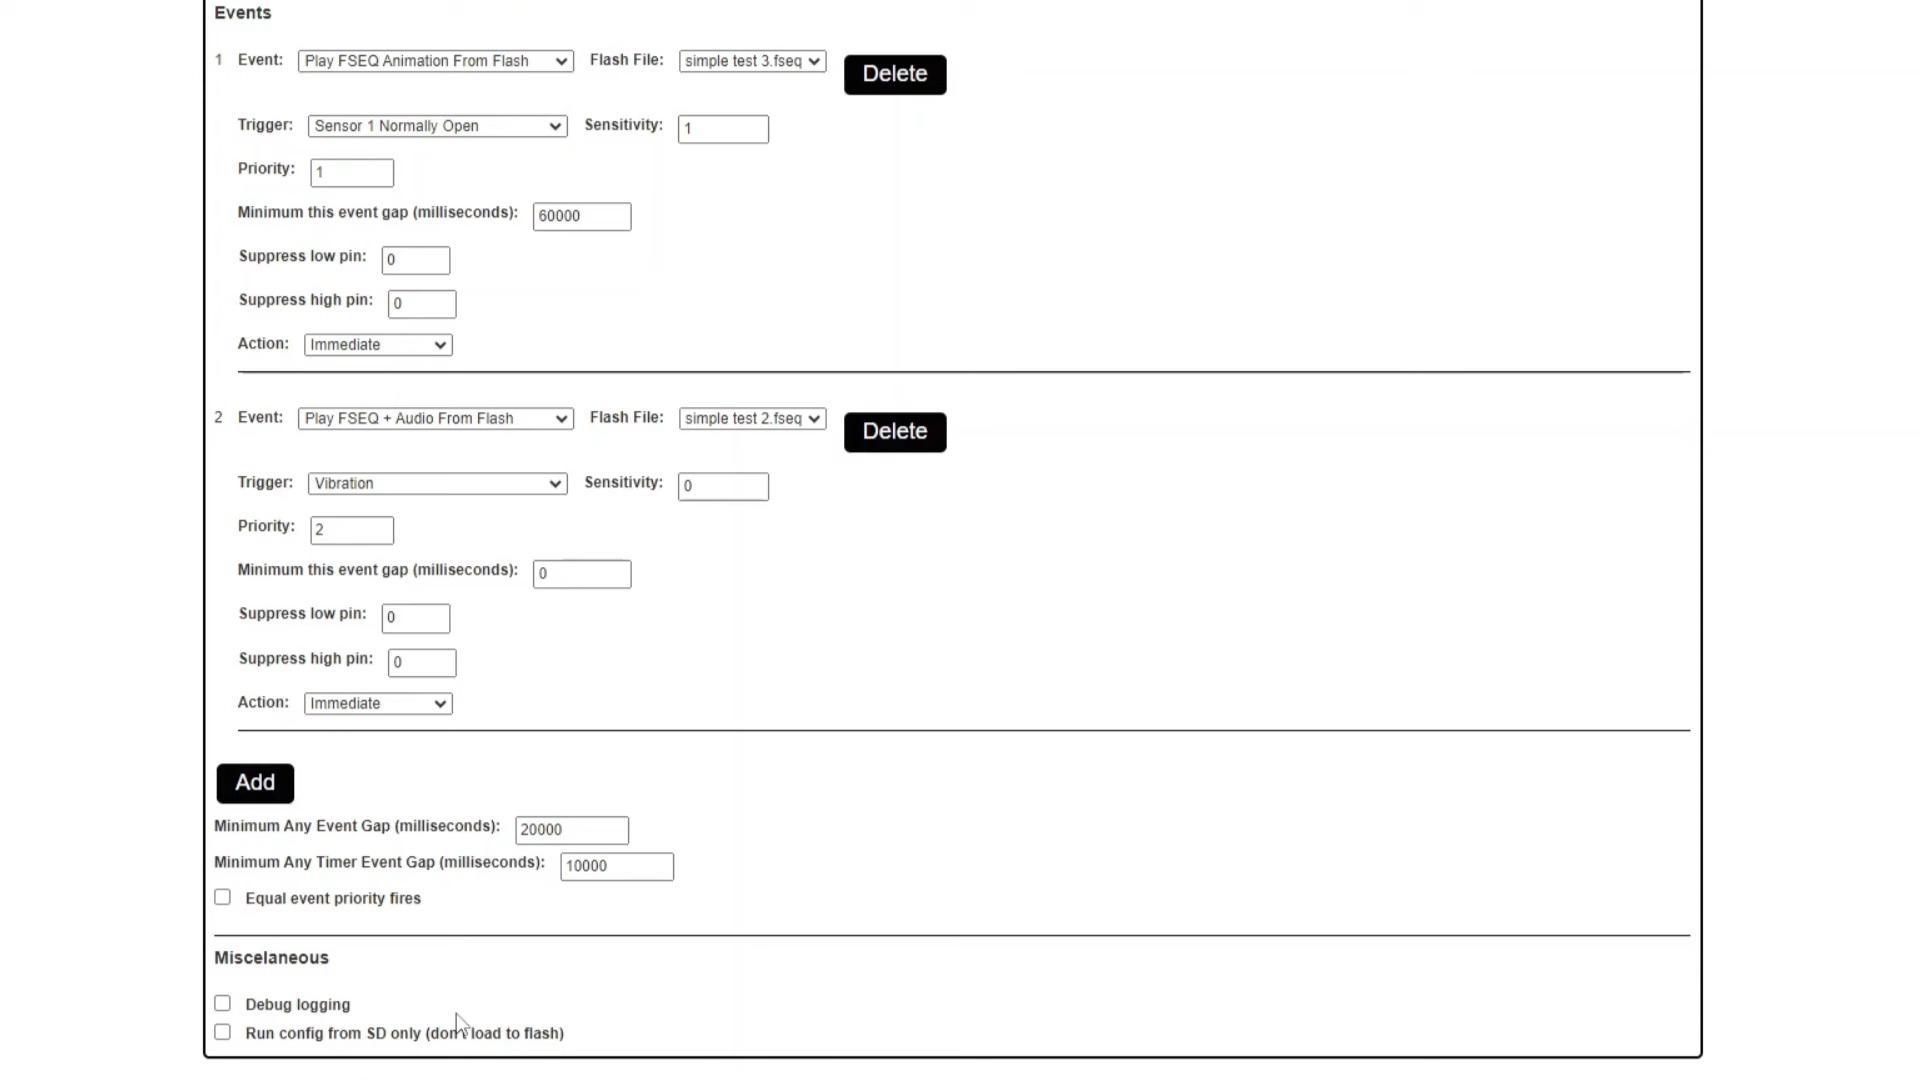 Events
1 Event: Play FSEQ Animation From Flash Flash File: simple test 3.fseq Delete
Trigger: Sensor 1 Normally Open Sensitivity: 1
Priority: 1
Minimum this event gap (milliseconds): 60000
Suppress low pin: 0
Suppress high pin: 0
Action: Immediate
2 Event: Play FSEQ + Audio From Flash Flash File: simple test 2.fseq Delete
Trigger: Vibration Sensitivity: 0
Priority: 2
Minimum this event gap (milliseconds): 0
Suppress low pin: 0
Suppress high pin: 0
Action: Immediate
Add
Minimum Any Event Gap (milliseconds): 20000
Minimum Any Timer Event Gap (milliseconds): 10000
Equal event priority fires
Miscelaneous
Debug logging
Run config from SD only (don't load to flash)